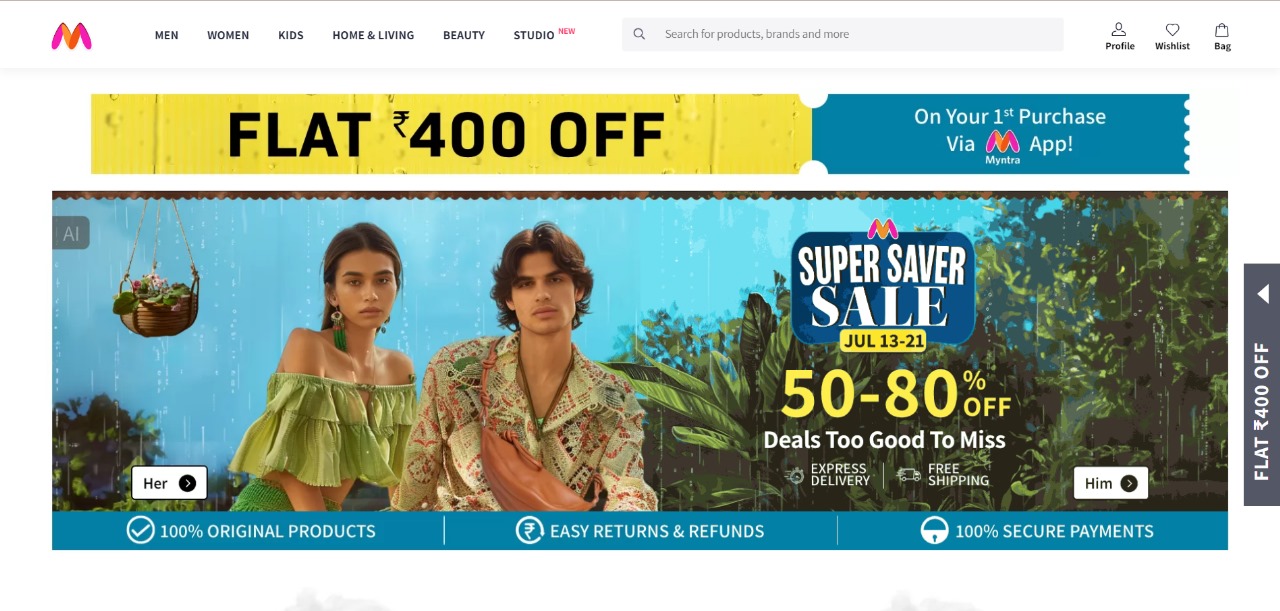 MEN WOMEN KIDS HOME & LIVING BEAUTY STUDIO NEW
Search for products, brands and more
Profile Wishlist Bag
FLAT ₹400 OFF
On Your 1st Purchase
Via Myntra App!
AI
SUPER SAVER
SALE
JUL 13-21
50-80% OFF
Deals Too Good To Miss
EXPRESS DELIVERY
FREE SHIPPING
Her
Him
100% ORIGINAL PRODUCTS
EASY RETURNS & REFUNDS
100% SECURE PAYMENTS
FLAT ₹400 OFF